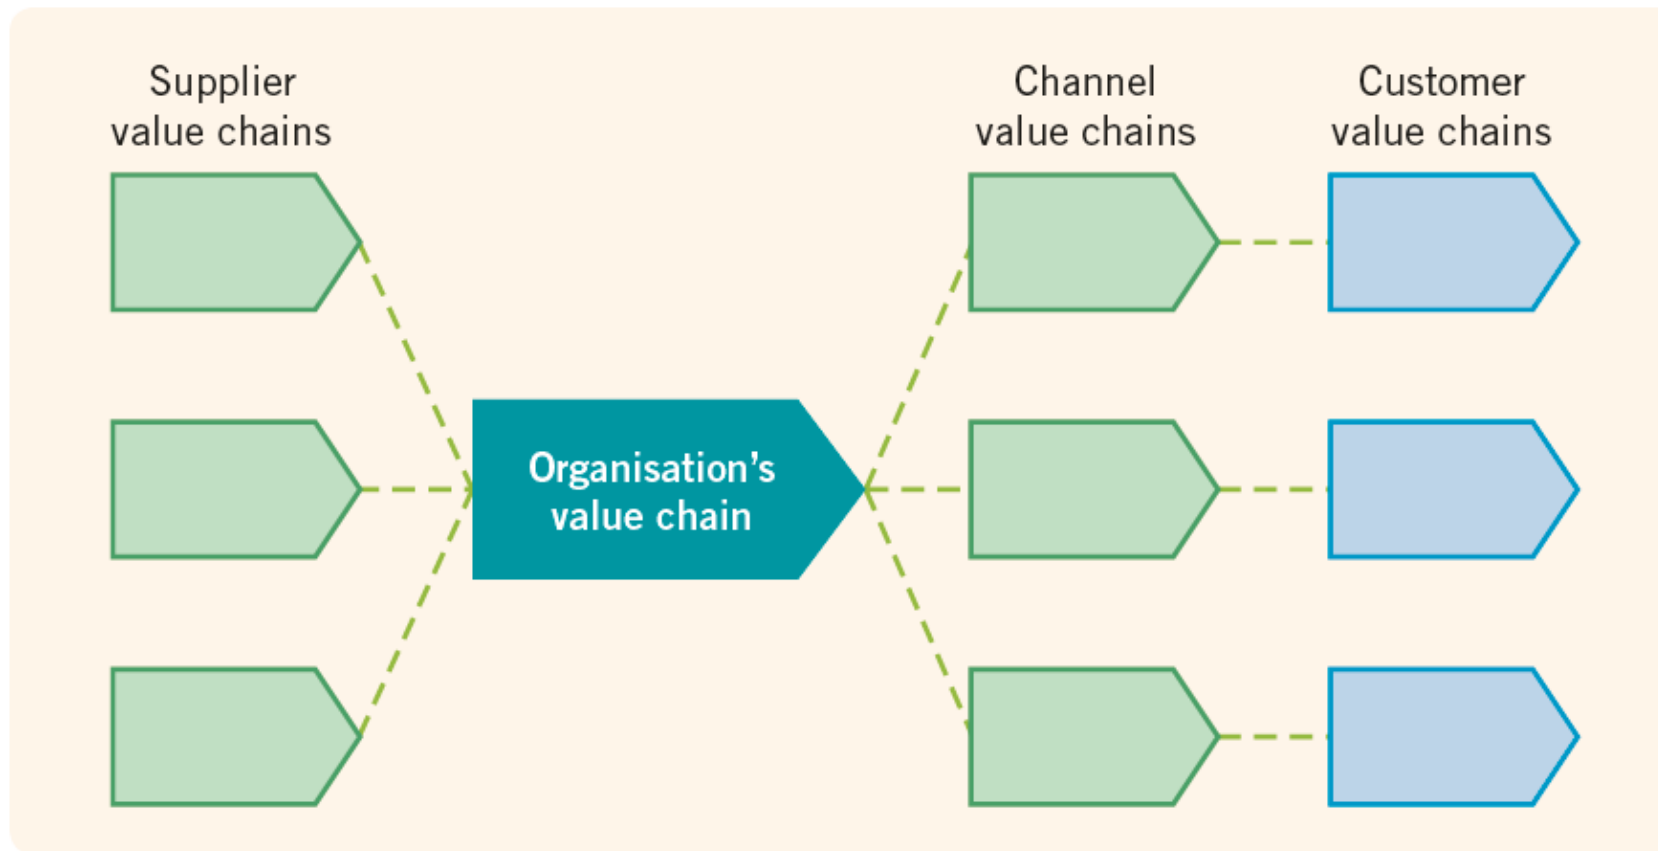 Supplier
value chains
Channel
value chains
Customer
value chains
Organisation’s
value chain